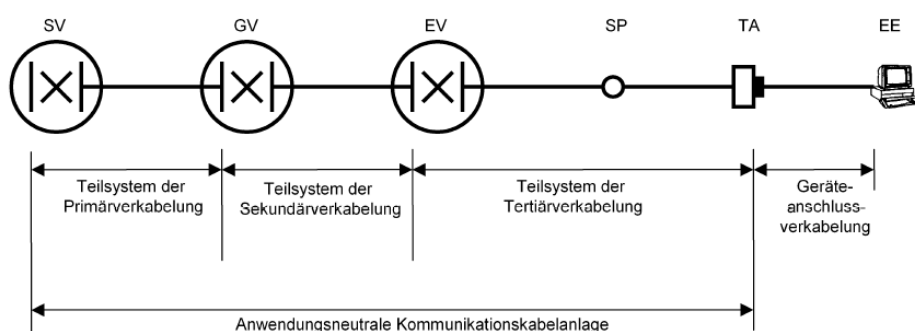 SV GV EV SP TA EE
Teilsystem der
Primärverkabelung
Teilsystem der
Sekundärverkabelung
Teilsystem der
Tertiärverkabelung
Geräte-
anschluss-
verkabelung
Anwendungsneutrale Kommunikationskabelanlage